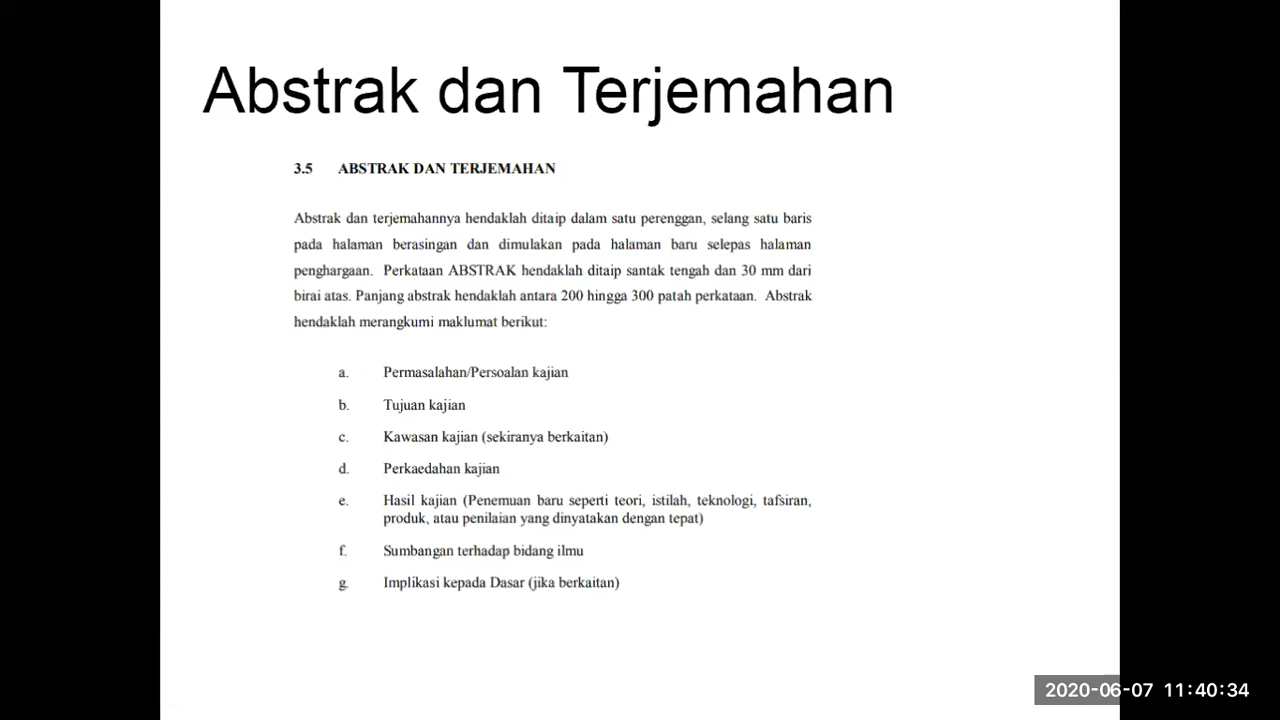 Abstrak dan Terjemahan
3.5 ABSTRAK DAN TERJEMAHAN
Abstrak dan terjemahannya hendaklah ditaip dalam satu perenggan, selang satu baris
pada halaman berasingan dan dimulakan pada halaman baru selepas halaman
penghargaan. Perkataan ABSTRAK hendaklah ditaip santak tengah dan 30 mm dari
birai atas. Panjang abstrak hendaklah antara 200 hingga 300 patah perkataan. Abstrak
hendaklah merangkumi maklumat berikut:
a. Permasalahan/Persoalan kajian
b. Tujuan kajian
c. Kawasan kajian (sekiranya berkaitan)
d. Perkaedahan kajian
e. Hasil kajian (Penemuan baru seperti teori, istilah, teknologi, tafsiran,
produk, atau penilaian yang dinyatakan dengan tepat)
f. Sumbangan terhadap bidang ilmu
g. Implikasi kepada Dasar (jika berkaitan)
2020-06-07 11:40:34